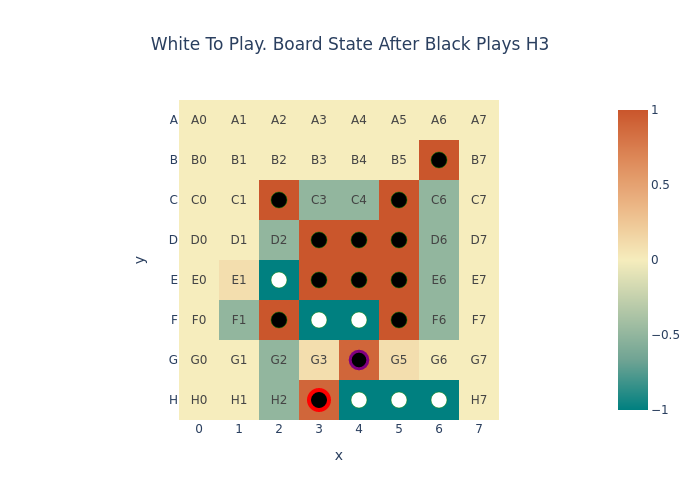 White To Play. Board State After Black Plays H3
A A0 A1 A2 A3 A4 A5 A6 A7
B B0 B1 B2 B3 B4 B5 B7
C C0 C1 C3 C4 C6 C7
D D0 D1 D2 D6 D7
E E0 E1 E6 E7
F F0 F1 F6 F7
G G0 G1 G2 G3 G5 G6 G7
H H0 H1 H2 H7
0 1 2 3 4 5 6 7
x
y
1
0.5
0
−0.5
−1